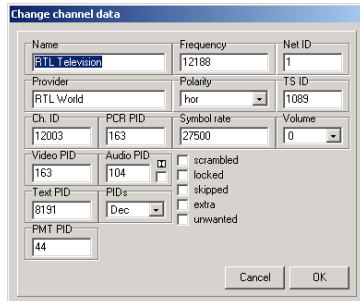 Change channel data
Name Frequency Net ID
RTL Television 12188 1
Provider Polarity TS ID
RTL World hor 1089
Ch. ID PCR PID Symbol rate Volume
12003 163 27500 0
Video PID Audio PID scrambled
163 104 locked
Text PID PIDs skipped
8191 Dec extra
unwanted
PMT PID
44
Cancel OK